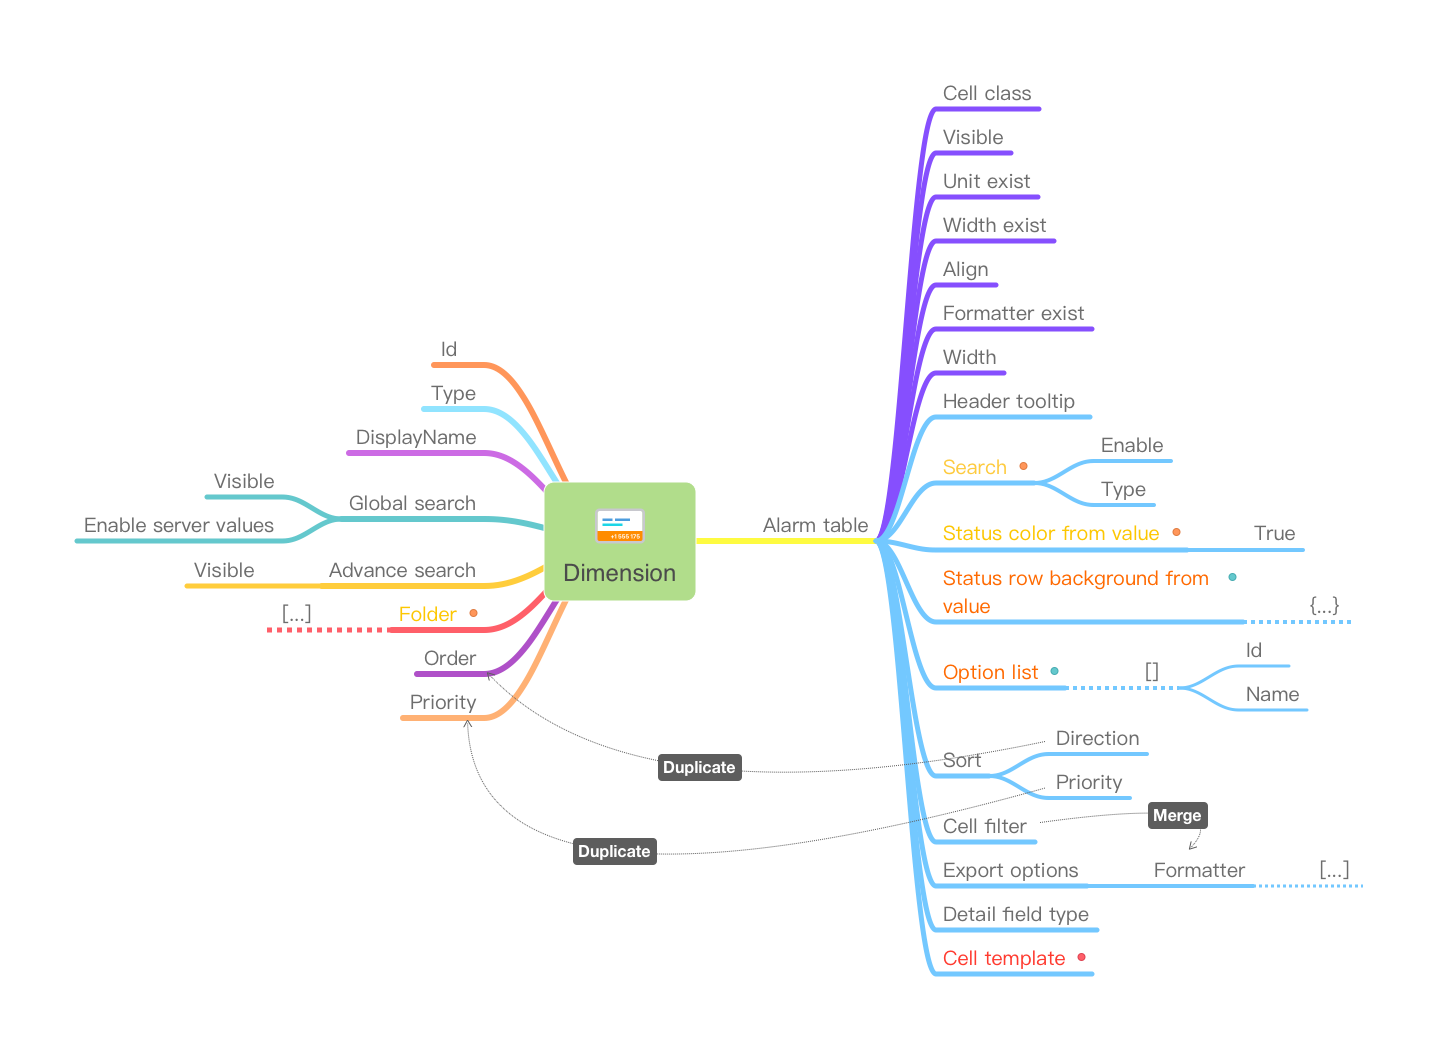 Cell class
Visible
Unit exist
Width exist
Align
Formatter exist
Width
Header tooltip
Search
Enable
Type
Status color from value
True
Status row background from
value
{...}
Option list
[]
Id
Name
Sort
Direction
Priority
Cell filter
Merge
Export options
Formatter
[...]
Detail field type
Cell template
Alarm table
Dimension
+1 555 175
Id
Type
DisplayName
Global search
Visible
Enable server values
Advance search
Visible
Folder
[...]
Order
Priority
Duplicate
Duplicate